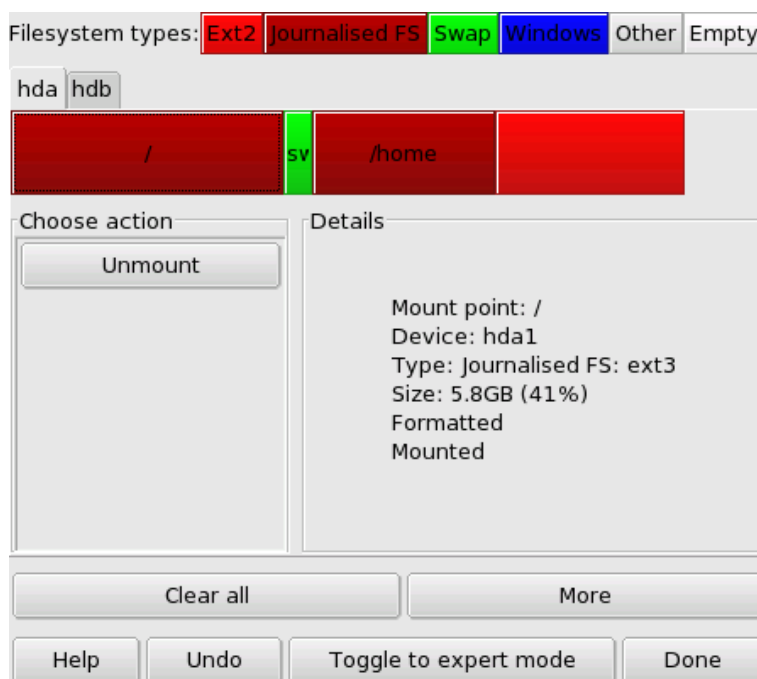 Filesystem types: Ext2 Journalised FS Swap Windows Other Empty
hda hdb
/ sw /home
Choose action Details
Unmount
Mount point: /
Device: hda1
Type: Journalised FS: ext3
Size: 5.8GB (41%)
Formatted
Mounted
Clear all More
Help Undo Toggle to expert mode Done